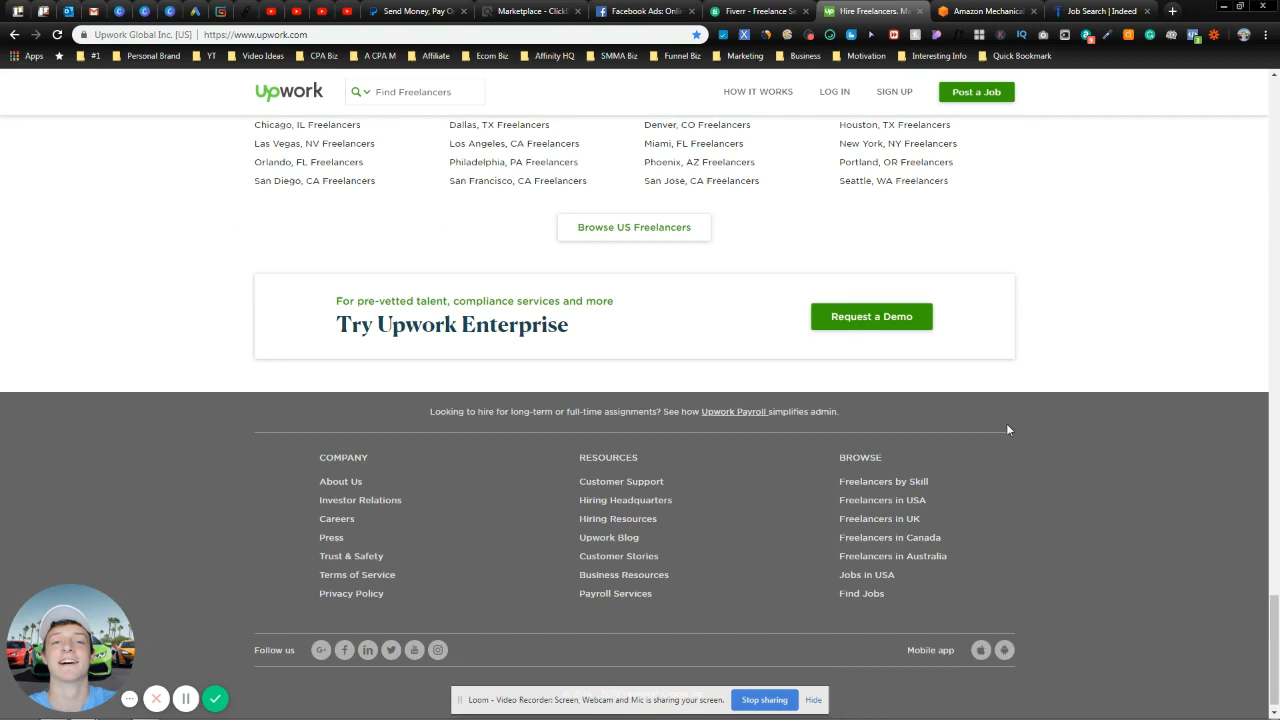 Send Money, Pay O
Marketplace - ClickS
Facebook Ads: Onli
Fiverr - Freelance S
Hire Freelancers. M
Amazon Mechanic
Job Search | Indeed
Upwork Global Inc. [US] | https://www.upwork.com
Apps
#1
Personal Brand
YT
Video Ideas
CPA Biz
A CPA M
Affiliate
Ecom Biz
Affinity HQ
SMMA Biz
Funnel Biz
Marketing
Business
Motivation
Interesting Info
Quick Bookmark
upwork
Find Freelancers
HOW IT WORKS
LOG IN
SIGN UP
Post a Job
Chicago, IL Freelancers
Dallas, TX Freelancers
Denver, CO Freelancers
Houston, TX Freelancers
Las Vegas, NV Freelancers
Los Angeles, CA Freelancers
Miami, FL Freelancers
New York, NY Freelancers
Orlando, FL Freelancers
Philadelphia, PA Freelancers
Phoenix, AZ Freelancers
Portland, OR Freelancers
San Diego, CA Freelancers
San Francisco, CA Freelancers
San Jose, CA Freelancers
Seattle, WA Freelancers
Browse US Freelancers
For pre-vetted talent, compliance services and more
Try Upwork Enterprise
Request a Demo
Looking to hire for long-term or full-time assignments? See how Upwork Payroll simplifies admin.
COMPANY
About Us
Investor Relations
Careers
Press
Trust & Safety
Terms of Service
Privacy Policy
RESOURCES
Customer Support
Hiring Headquarters
Hiring Resources
Upwork Blog
Customer Stories
Business Resources
Payroll Services
BROWSE
Freelancers by Skill
Freelancers in USA
Freelancers in UK
Freelancers in Canada
Freelancers in Australia
Jobs in USA
Find Jobs
Follow us
Mobile app
Loom - Video Recorder: Screen, Webcam and Mic is sharing your screen.
Stop sharing
Hide